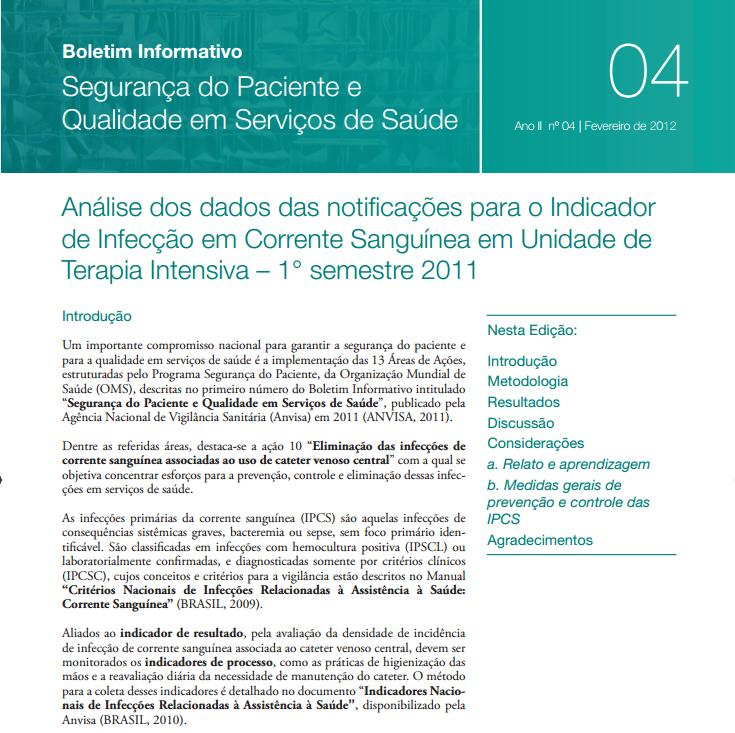 Boletim Informativo
Segurança do Paciente e
Qualidade em Serviços de Saúde
04
Ano II nº 04 | Fevereiro de 2012
Análise dos dados das notificações para o Indicador
de Infecção em Corrente Sanguínea em Unidade de
Terapia Intensiva – 1° semestre 2011
Introdução
Um importante compromisso nacional para garantir a segurança do paciente e
para a qualidade em serviços de saúde é a implementação das 13 Áreas de Ações,
estruturadas pelo Programa Segurança do Paciente, da Organização Mundial de
Saúde (OMS), descritas no primeiro número do Boletim Informativo intitulado
“Segurança do Paciente e Qualidade em Serviços de Saúde”, publicado pela
Agência Nacional de Vigilância Sanitária (Anvisa) em 2011 (ANVISA, 2011).
Dentre as referidas áreas, destaca-se a ação 10 “Eliminação das infecções de
corrente sanguínea associadas ao uso de cateter venoso central” com a qual se
objetiva concentrar esforços para a prevenção, controle e eliminação dessas infec-
ções em serviços de saúde.
As infecções primárias da corrente sanguínea (IPCS) são aquelas infecções de
consequências sistêmicas graves, bacteremia ou sepse, sem foco primário iden-
tificável. São classificadas em infecções com hemocultura positiva (IPSCL) ou
laboratorialmente confirmadas, e diagnosticadas somente por critérios clínicos
(IPCSC), cujos conceitos e critérios para a vigilância estão descritos no Manual
“Critérios Nacionais de Infecções Relacionadas à Assistência à Saúde:
Corrente Sanguínea” (BRASIL, 2009).
Aliados ao indicador de resultado, pela avaliação da densidade de incidência
de infecção de corrente sanguínea associada ao cateter venoso central, devem ser
monitorados os indicadores de processo, como as práticas de higienização das
mãos e a reavaliação diária da necessidade de manutenção do cateter. O método
para a coleta desses indicadores é detalhado no documento “Indicadores Nacio-
nais de Infecções Relacionadas à Assistência à Saúde”, disponibilizado pela
Anvisa (BRASIL, 2010).
Nesta Edição:
Introdução
Metodologia
Resultados
Discussão
Considerações
a. Relato e aprendizagem
b. Medidas gerais de
prevenção e controle das
IPCS
Agradecimentos